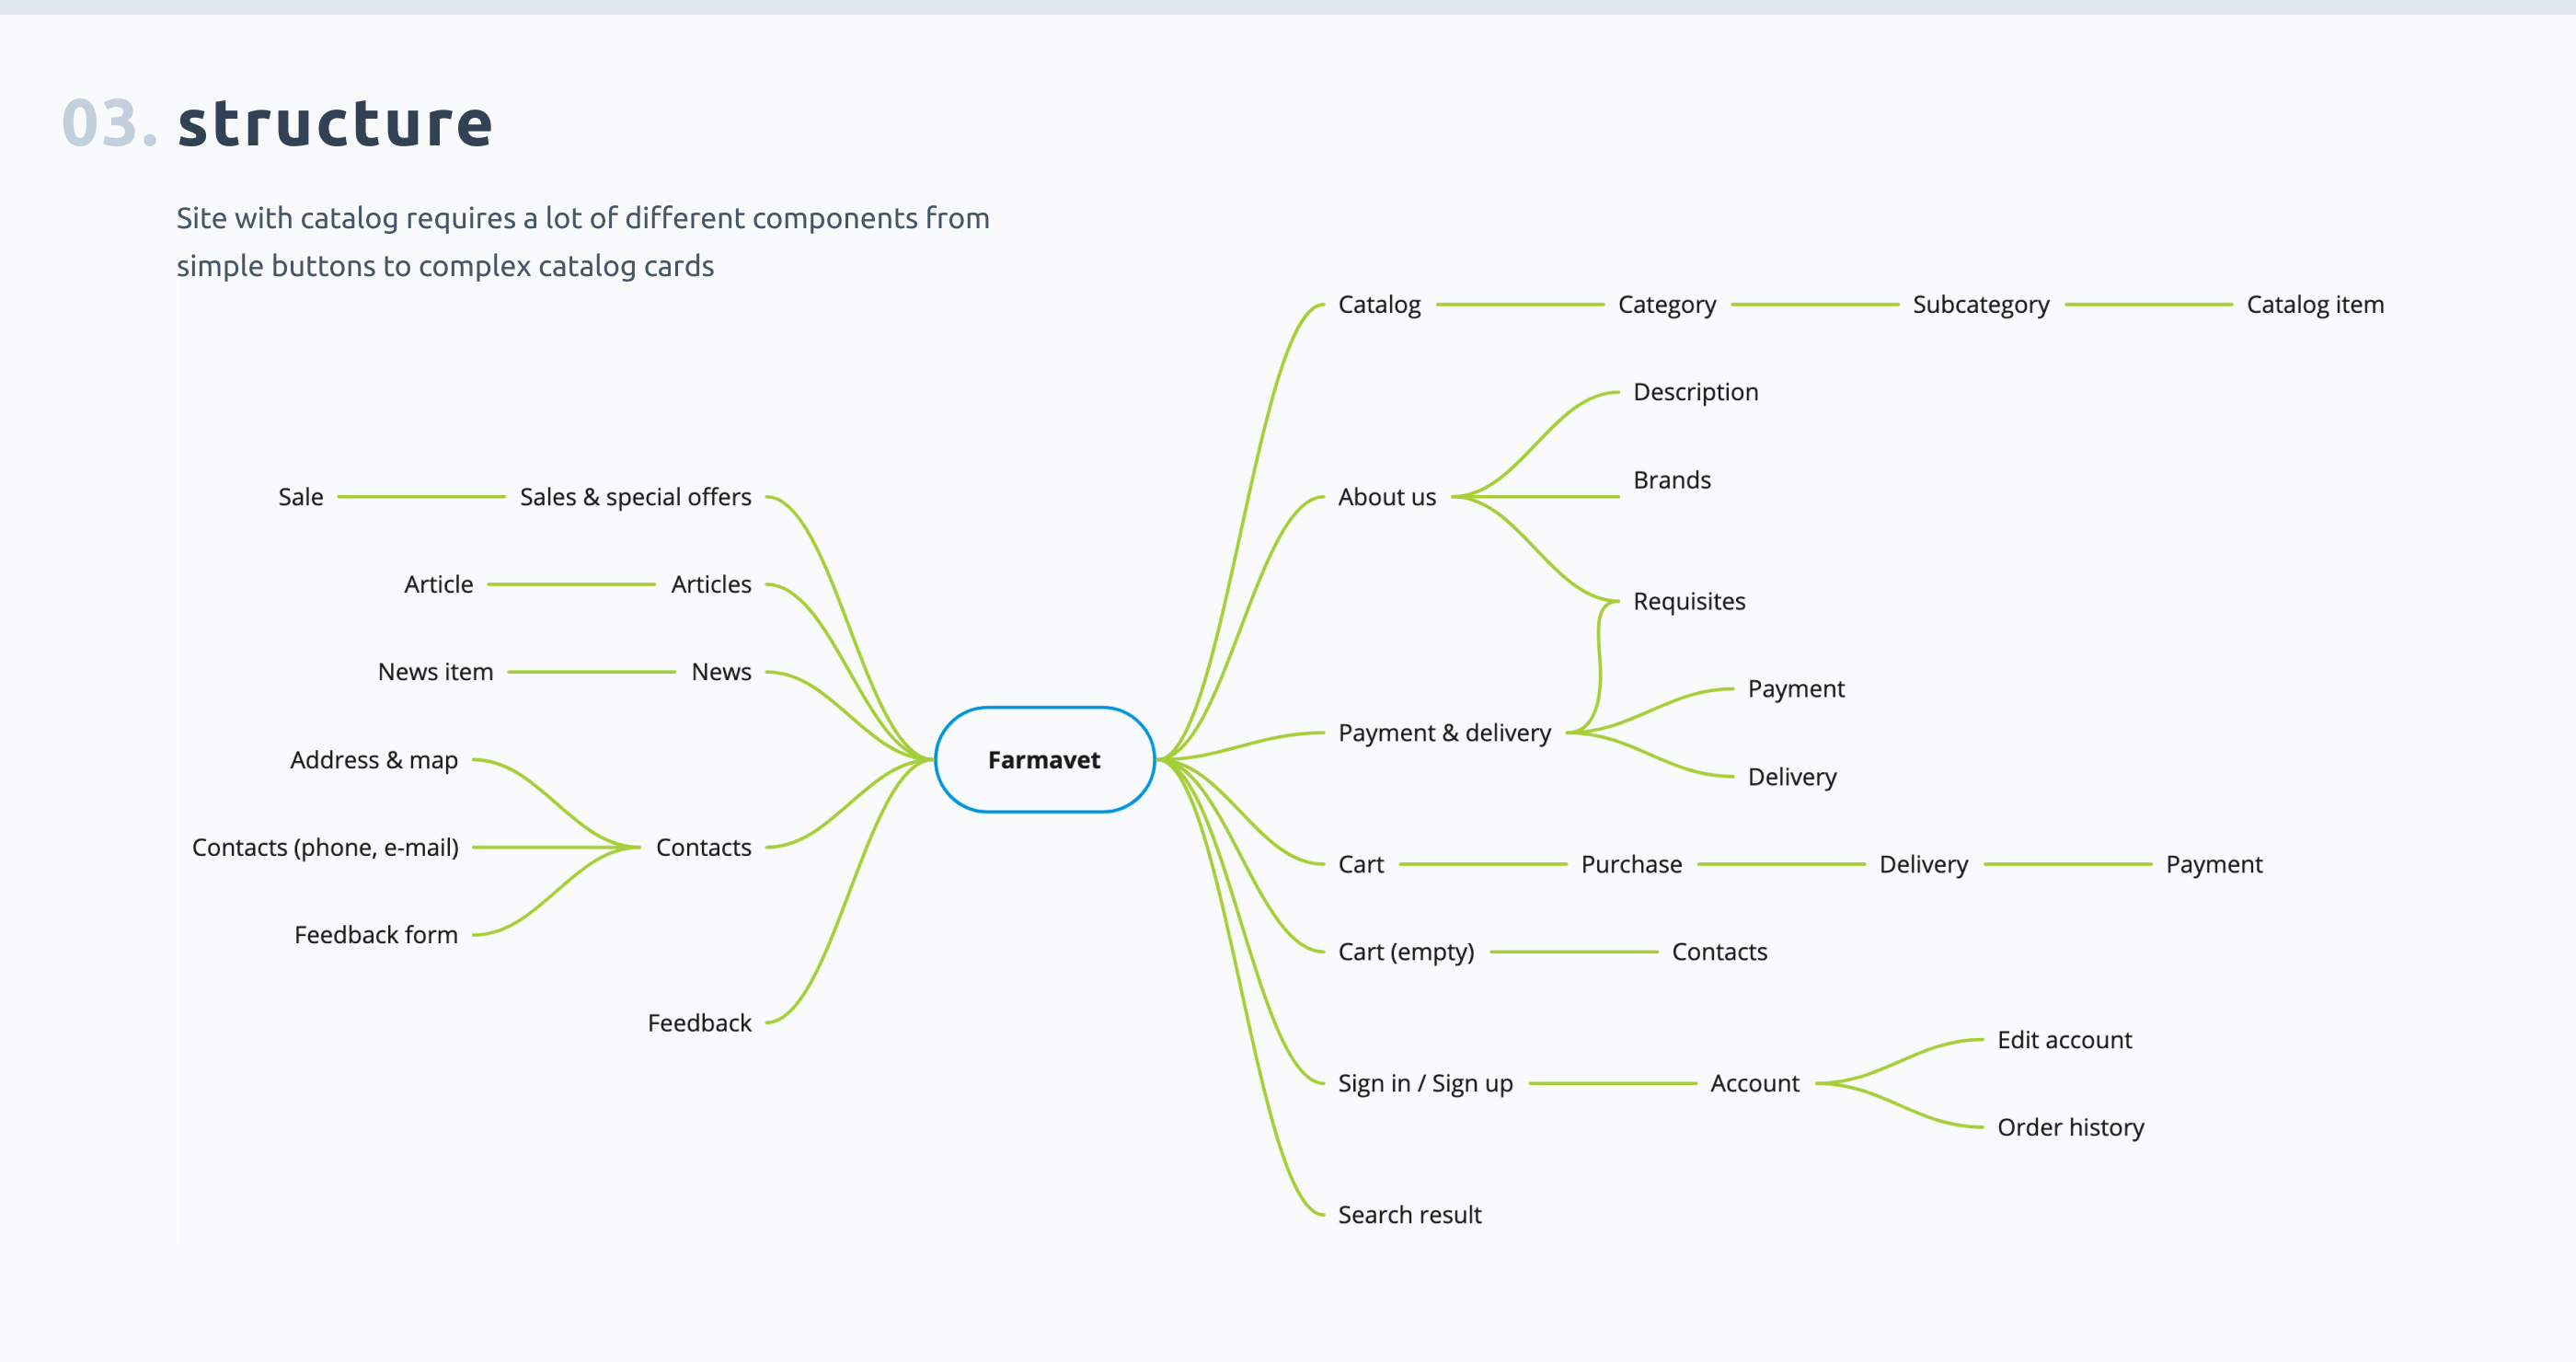 03. structure
Site with catalog requires a lot of different components from
simple buttons to complex catalog cards
Catalog
Category
Subcategory
Catalog item
Description
Brands
About us
Requisites
Payment
Payment & delivery
Delivery
Cart
Purchase
Delivery
Payment
Cart (empty)
Contacts
Edit account
Sign in / Sign up
Account
Order history
Search result
Farmavet
Sale
Sales & special offers
Article
Articles
News item
News
Address & map
Contacts (phone, e-mail)
Contacts
Feedback form
Feedback